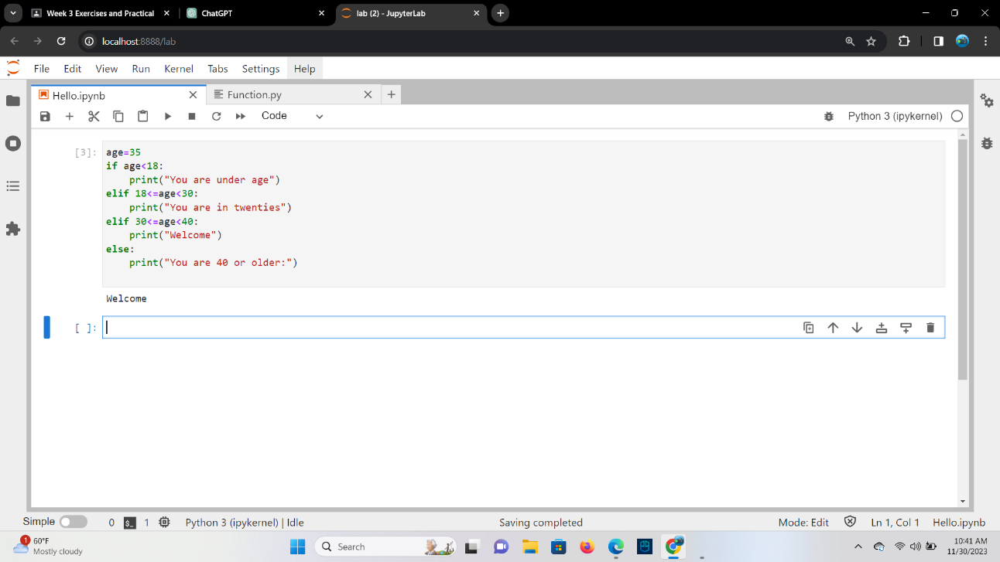 Week 3 Exercises and Practical
ChatGPT
lab (2) - JupyterLab
localhost:8888/lab
File Edit View Run Kernel Tabs Settings Help
Hello.ipynb
Function.py
Code
Python 3 (ipykernel)
[3]:
age=35
if age<18:
    print("You are under age")
elif 18<=age<30:
    print("You are in twenties")
elif 30<=age<40:
    print("Welcome")
else:
    print("You are 40 or older:")
Welcome
[ ]:
Simple 0 $_ 1 Python 3 (ipykernel) | Idle Saving completed Mode: Edit Ln 1, Col 1 Hello.ipynb
1
60°F
Mostly cloudy
Search
10:41 AM
11/30/2023